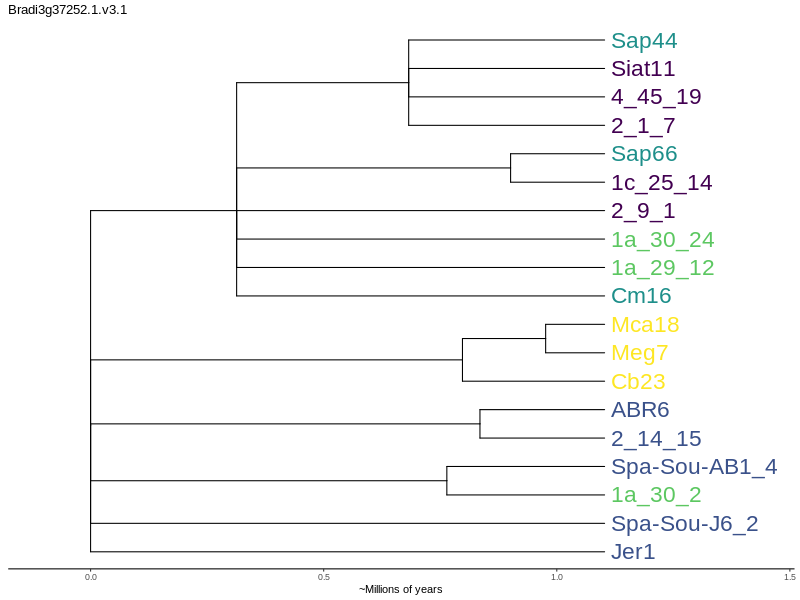 Bradi3g37252.1.v3.1
Sap44
Siat11
4_45_19
2_1_7
Sap66
1c_25_14
2_9_1
1a_30_24
1a_29_12
Cm16
Mca18
Meg7
Cb23
ABR6
2_14_15
Spa-Sou-AB1_4
1a_30_2
Spa-Sou-J6_2
Jer1
0.0 0.5 1.0 1.5
~Millions of years